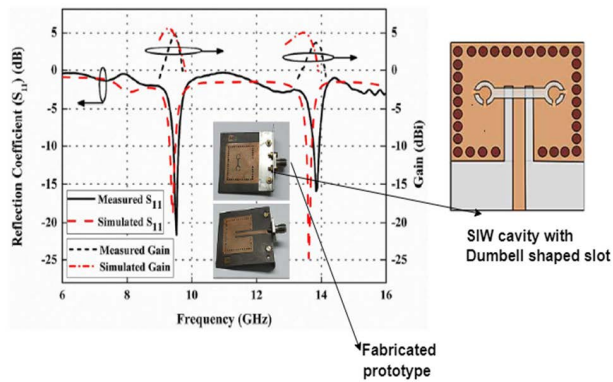 Reflection Coefficient (S11) (dB)
5
0
-5
-10
-15
-20
-25
5
0
-5
-10
-15
-20
-25
Gain (dBi)
Measured S11
Simulated S11
Measured Gain
Simulated Gain
6
8
10
12
14
16
Frequency (GHz)
SIW cavity with
Dumbell shaped slot
Fabricated
prototype